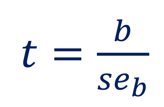 t = b / se_b